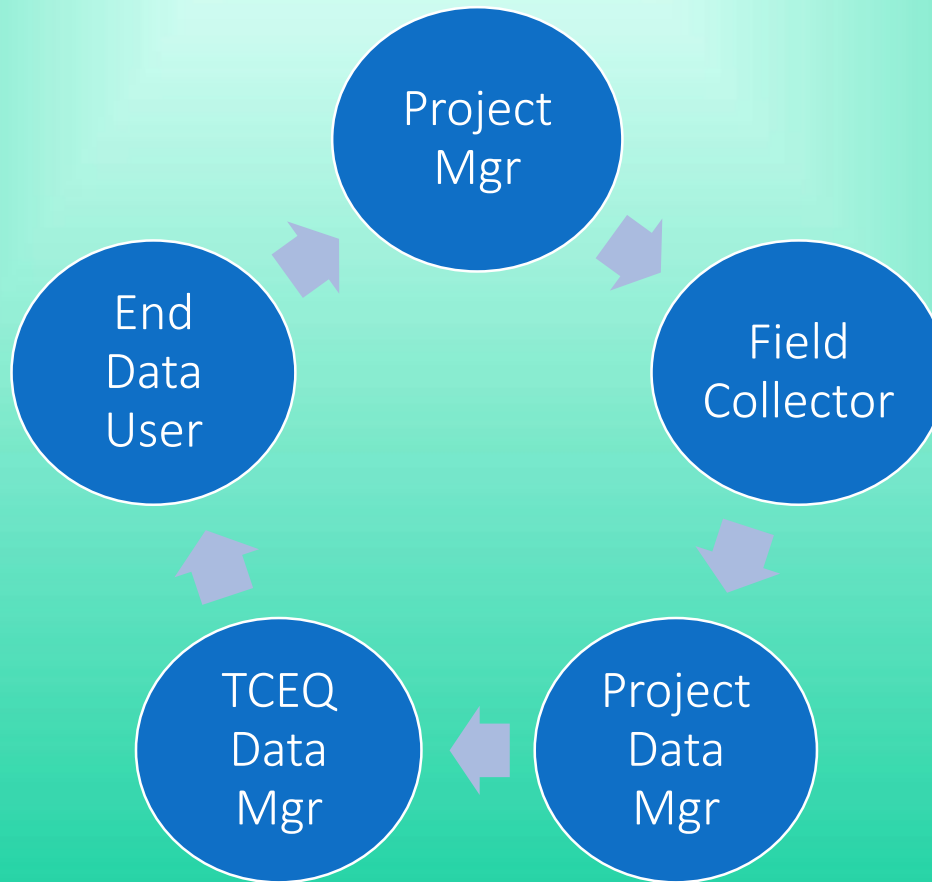 Project
Mgr
Field
Collector
Project
Data
Mgr
TCEQ
Data
Mgr
End
Data
User